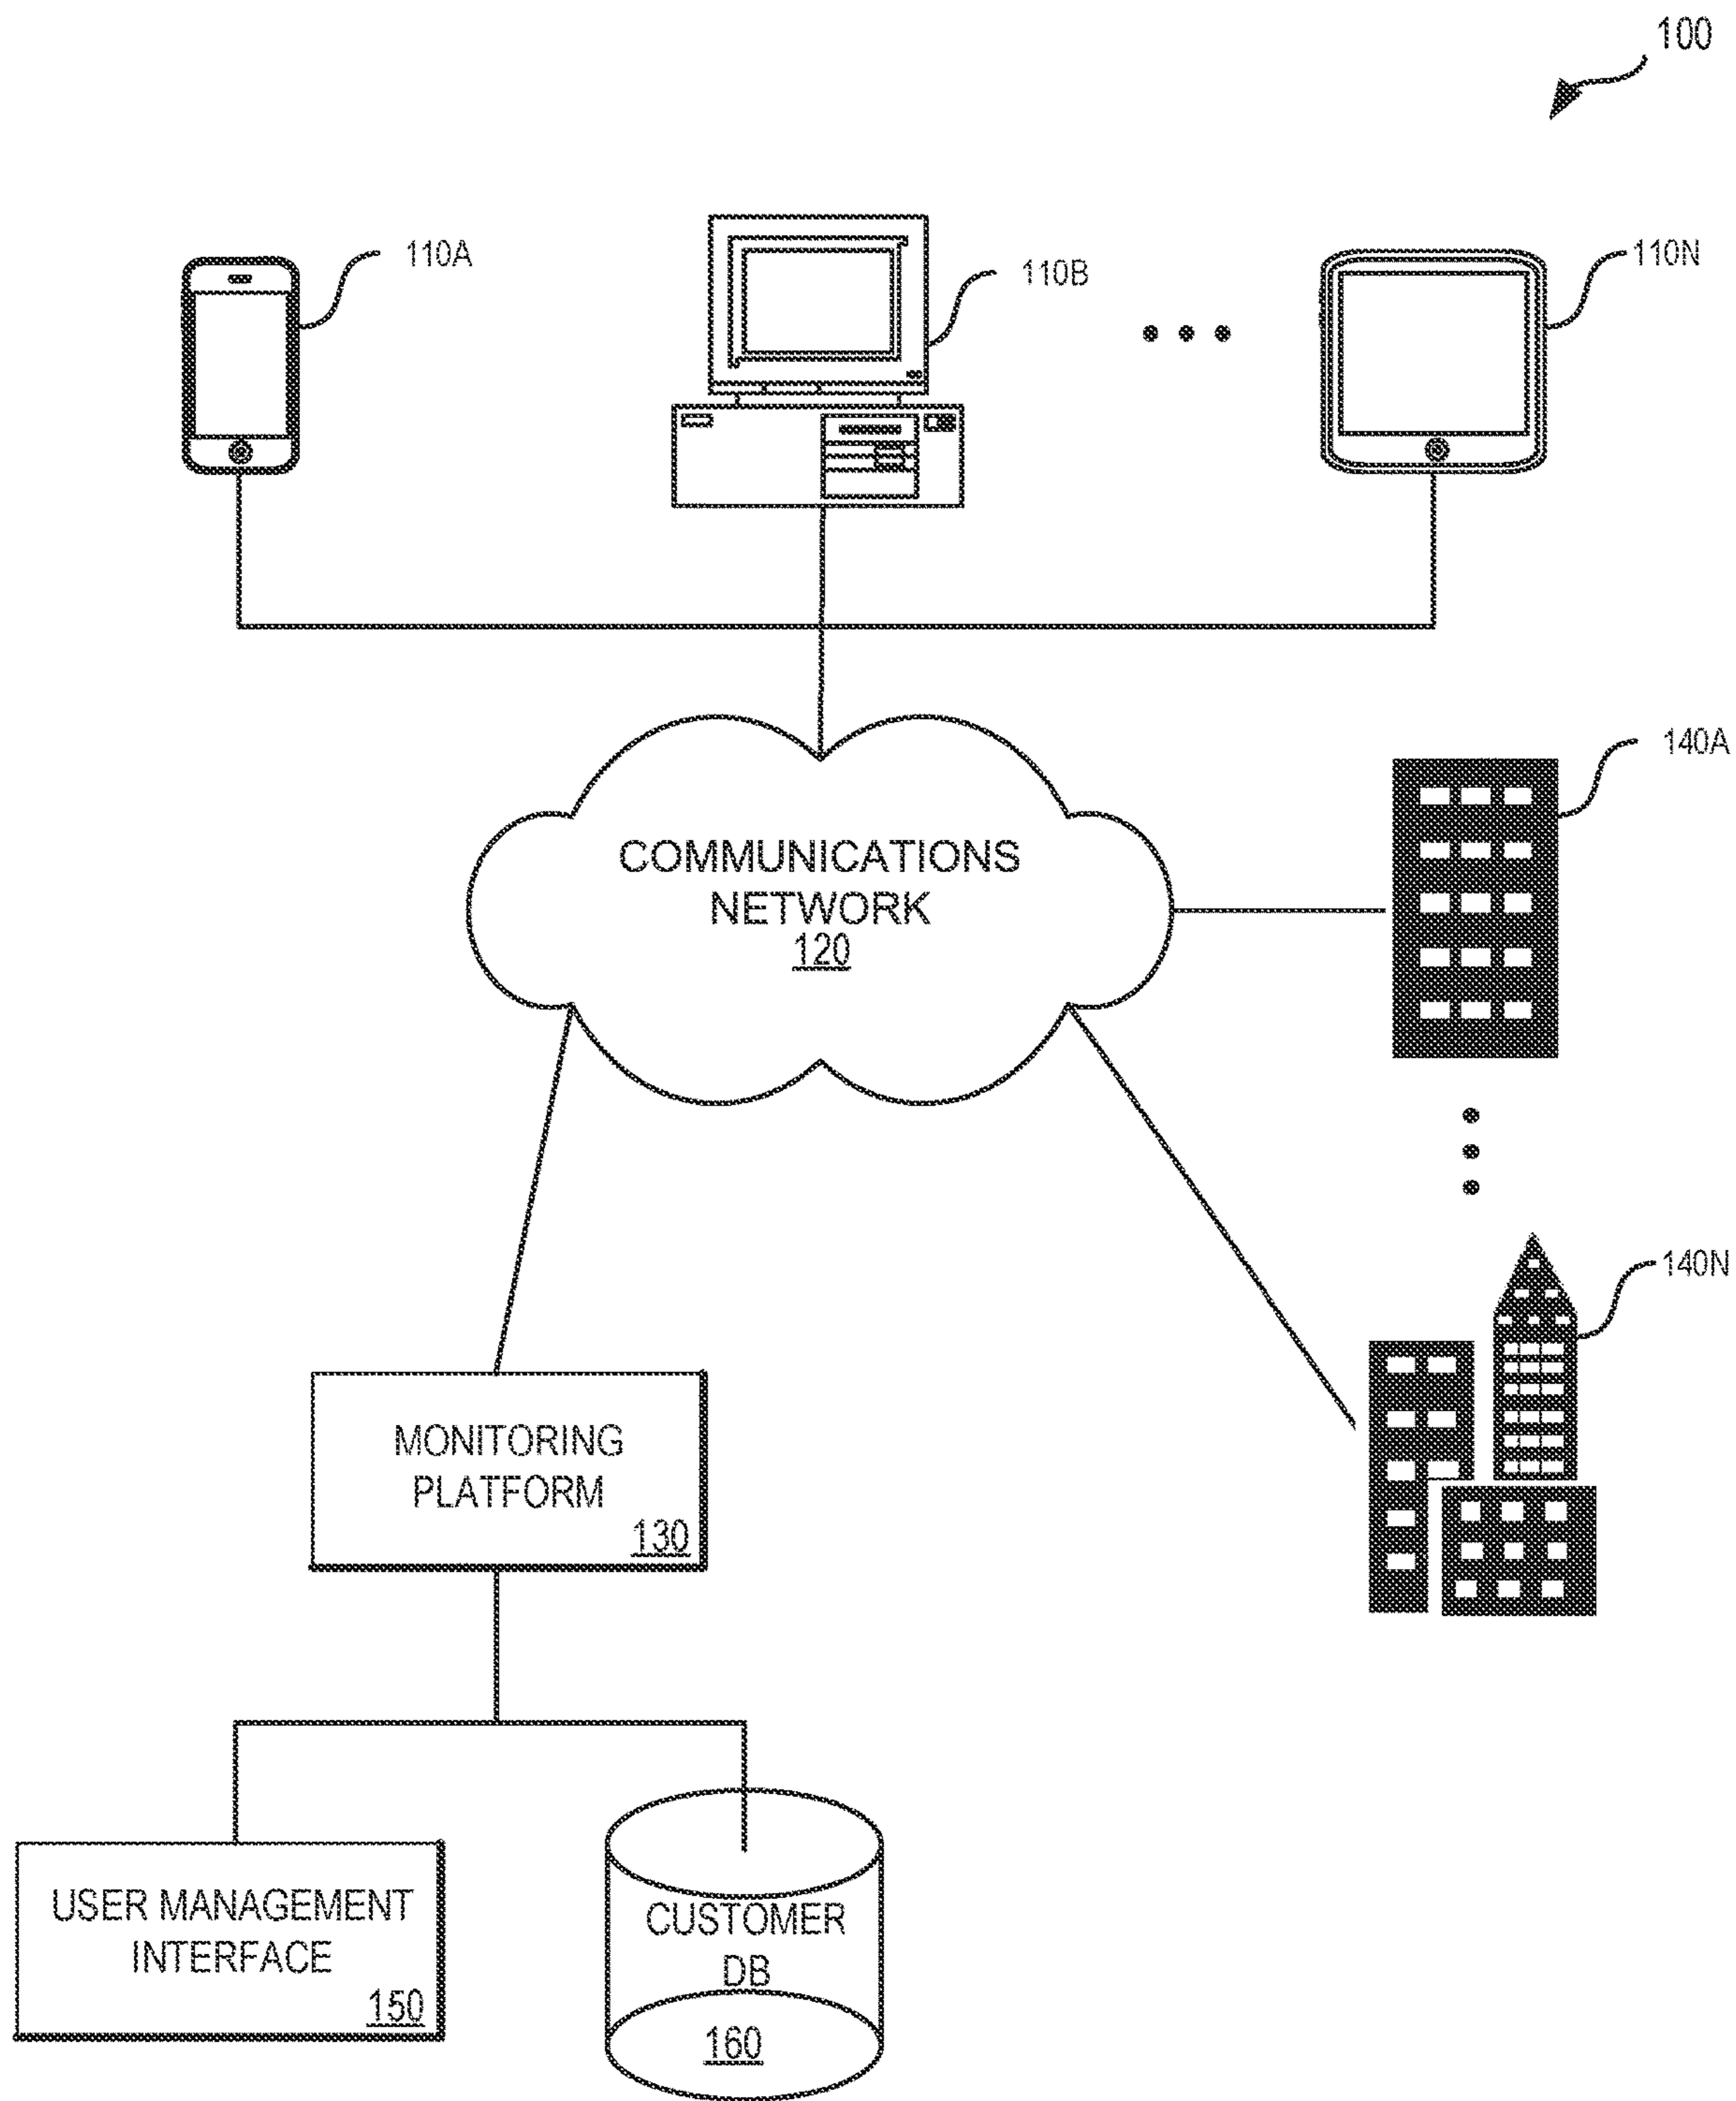 100
110A
110B
110N
COMMUNICATIONS
NETWORK
120
140A
140N
MONITORING
PLATFORM
130
USER MANAGEMENT
INTERFACE
150
CUSTOMER
DB
160